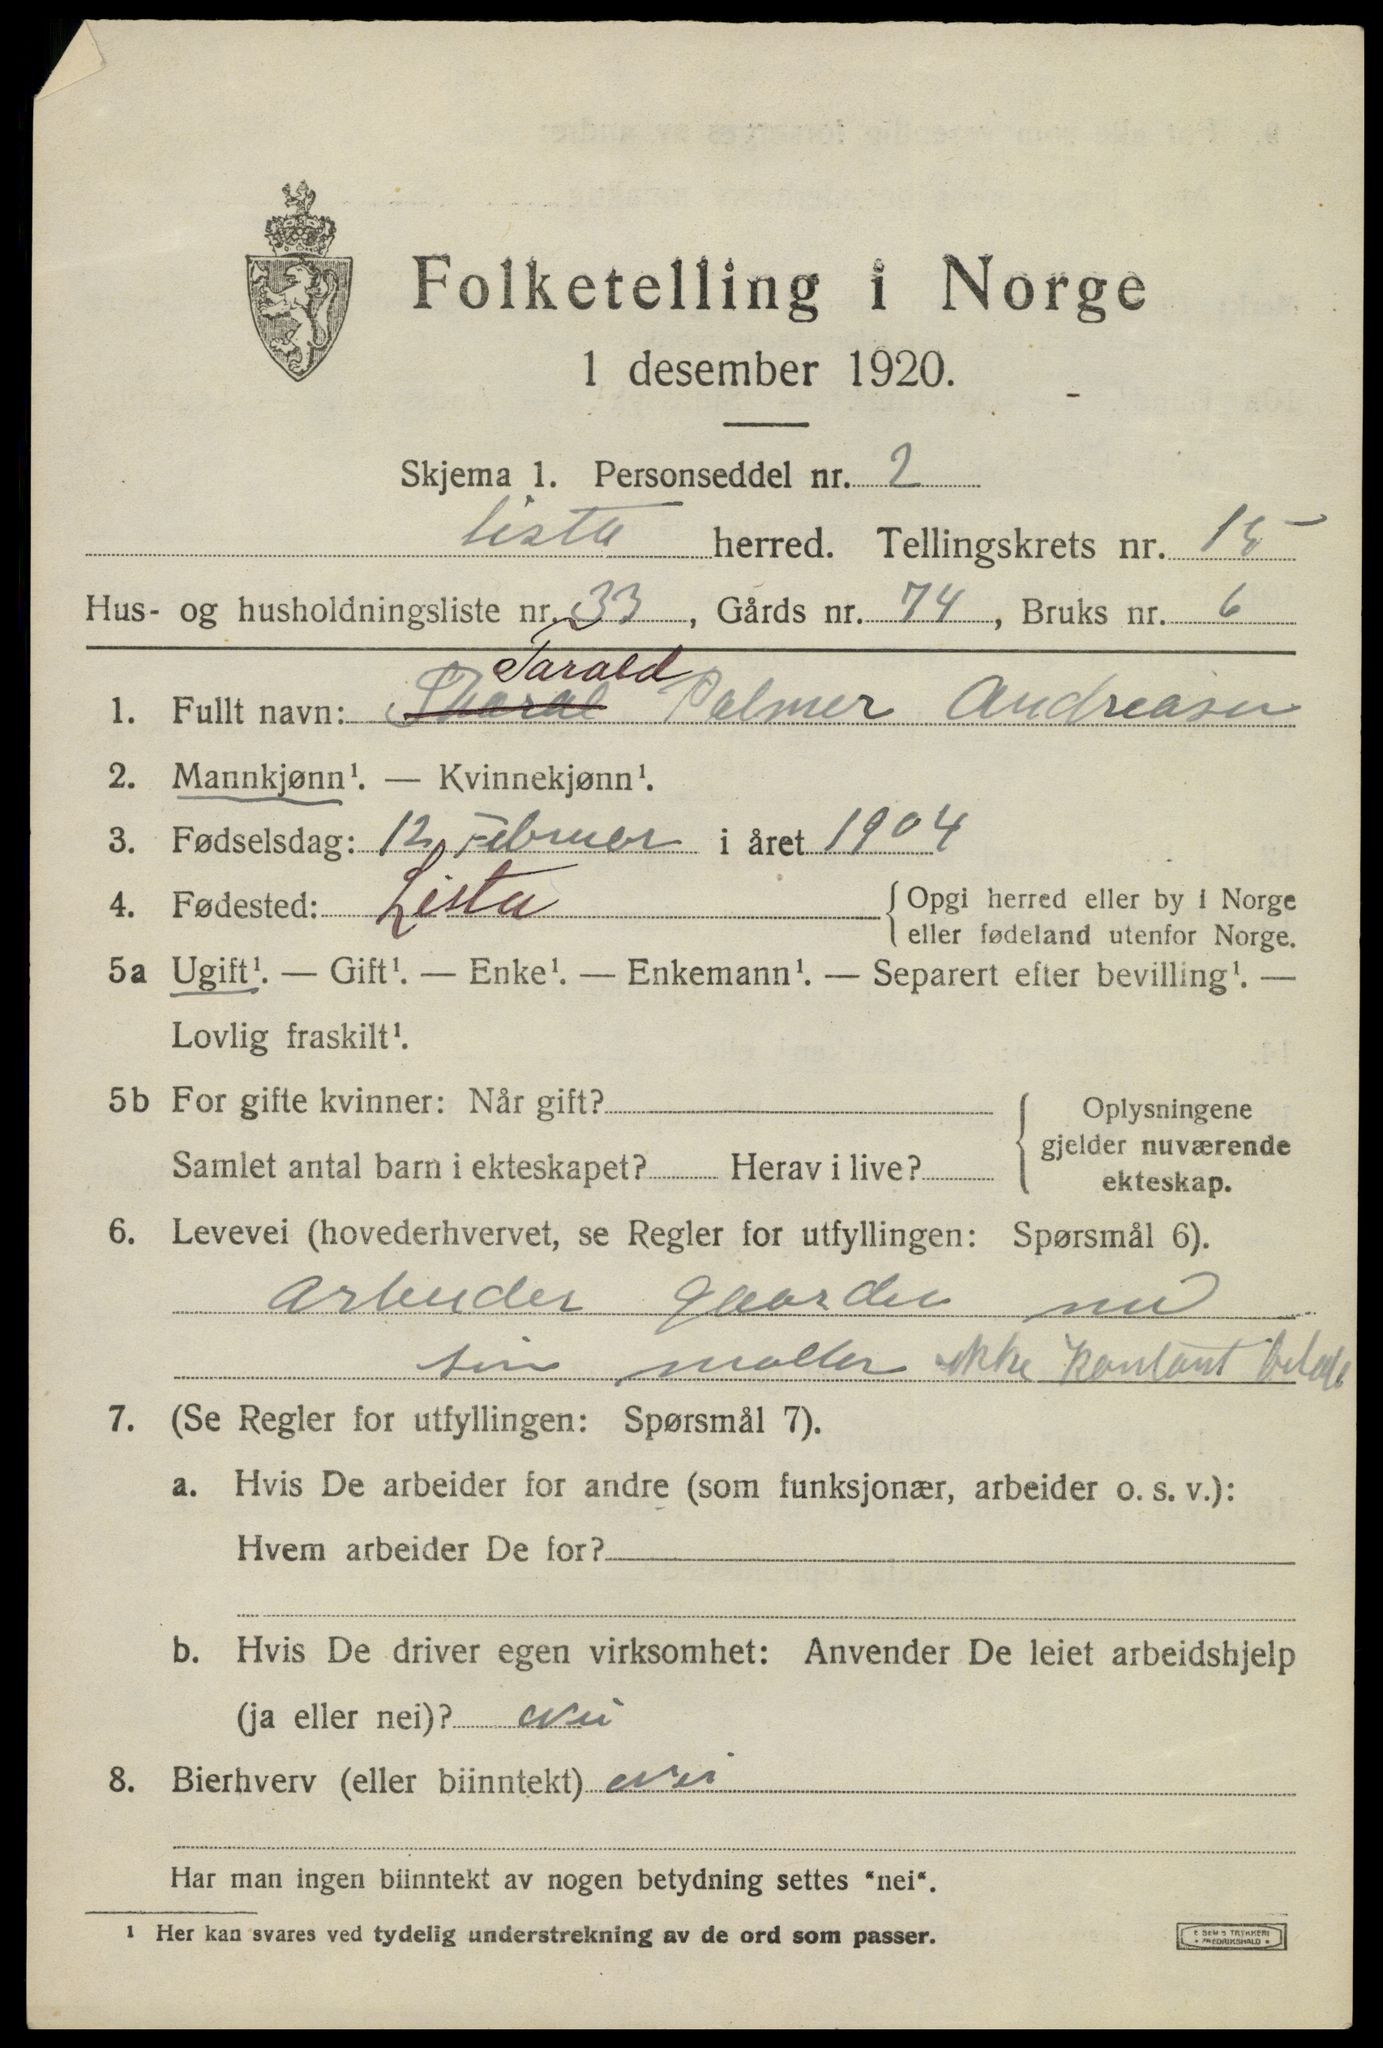 Folketelling i Norge
1 desember 1920.
Skjema 1. Personseddel nr. 2
Lista herred. Tellingskrets nr. 15
Hus- og husholdningsliste nr. 33, Gårds nr. 74, Bruks nr. 6
Tarald
1. Fullt navn: Palmer Andreasen
2. Mannkjønn¹. — Kvinnekjønn¹.
3. Fødselsdag: 12 Februer i året 1904
4. Fødested: Lista {Opgi herred eller by i Norge
eller fødeland utenfor Norge.
5a Ugift¹. — Gift¹. — Enke¹. — Enkemann¹. — Separert efter bevilling¹. —
Lovlig fraskilt¹.
5b For gifte kvinner: Når gift?
Samlet antal barn i ekteskapet? Herav i live?
Oplysningene
gjelder nuværende
ekteskap.
6. Levevei (hovederhvervet, se Regler for utfyllingen: Spørsmål 6).
Arbeider gaarden
sin ikke kontant
7. (Se Regler for utfyllingen: Spørsmål 7).
a. Hvis De arbeider for andre (som funksjonær, arbeider o. s. v.):
Hvem arbeider De for?
b. Hvis De driver egen virksomhet: Anvender De leiet arbeidshjelp
(ja eller nei)? nei
8. Bierhverv (eller biinntekt) nei
Har man ingen biinntekt av nogen betydning settes "nei".
¹ Her kan svares ved tydelig understrekning av de ord som passer.
E SEM'S TRYKKERI
FREDRIKSHALD